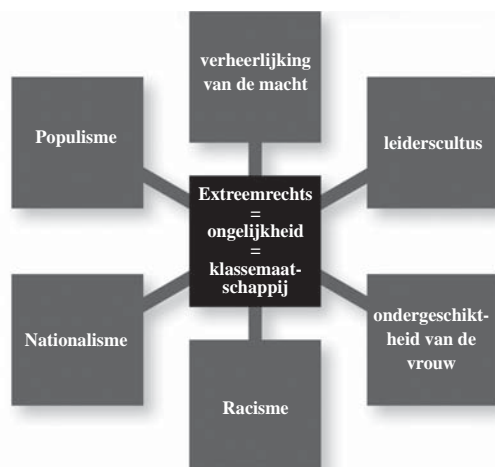 verheerlijking
van de macht
Populisme
leiderscultus
Extreemrechts
=
ongelijkheid
=
klassemaat-
schappij
Nationalisme
ondergeschikt-
heid van de
vrouw
Racisme